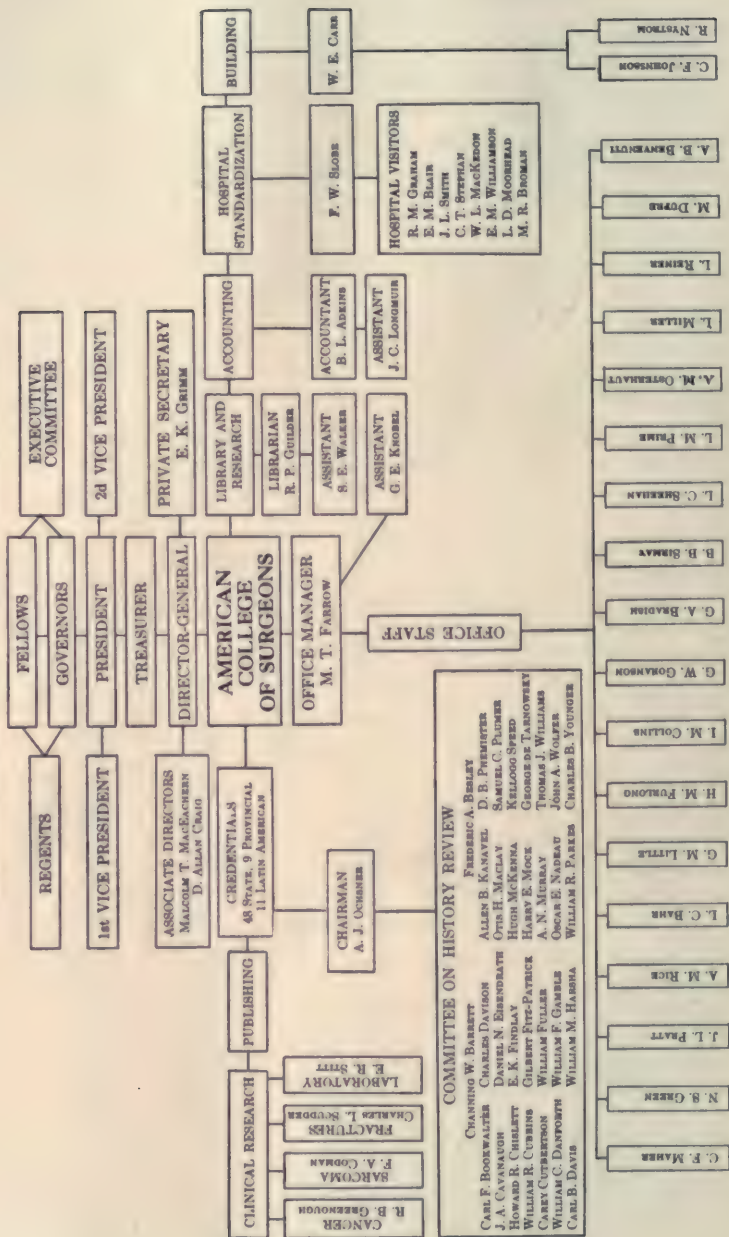 FELLOWS
EXECUTIVE
COMMITTEE
REGENTS
GOVERNORS
1st VICE PRESIDENT
PRESIDENT
2d VICE PRESIDENT
TREASURER
ASSOCIATE DIRECTORS
MALCOLM T. MACEACHERN
D. ALLAN CRAIG
DIRECTOR-GENERAL
PRIVATE SECRETARY
E. K. GRIMM
CLINICAL RESEARCH
PUBLISHING
CREDENTIALS
48 STATE, 9 PROVINCIAL
11 LATIN AMERICAN
AMERICAN
COLLEGE
OF SURGEONS
LIBRARY AND
RESEARCH
ACCOUNTING
HOSPITAL
STANDARDIZATION
BUILDING
CANCER
R. B. GREENOUGH
SARCOMA
F. A. CODMAN
FRACTURES
CHARLES L. SCUDDER
LABORATORY
E. R. STITT
CHAIRMAN
A. J. OCHSNER
OFFICE MANAGER
M. T. FARROW
LIBRARIAN
R. P. GUILDER
ASSISTANT
S. E. WALKER
ASSISTANT
G. E. KNOBEL
ACCOUNTANT
B. L. ADKINS
ASSISTANT
J. C. LONGMUIR
F. W. SLOBE
W. E. CARR
HOSPITAL VISITORS
R. M. GRAHAM
E. M. BLAIR
J. L. SMITH
C. T. STEPHAN
W. L. MACKEDON
E. M. WILLIAMSON
L. D. MOORHEAD
M. R. BROMAN
COMMITTEE ON HISTORY REVIEW
CHANNING W. BARRETT FREDERIC A. BESLEY
CARL F. BOOKWALTER CHARLES DAVISON ALLEN B. KANAVEL D. B. PHEMISTER
J. A. CAVANAUGH DANIEL N. EISENDRATH OTIS H. MACLAY SAMUEL C. PLUMER
HOWARD R. CHISLETT E. K. FINDLAY HUGH MCKENNA KELLOGG SPEED
WILLIAM R. CUBBINS GILBERT FITZ-PATRICK HARRY E. MOCK GEORGE DE TARNOWSKY
CAREY CULBERTSON WILLIAM FULLER A. N. MURRAY THOMAS J. WILLIAMS
WILLIAM C. DANFORTH WILLIAM F. GAMBLE OSCAR E. NADEAU JOHN A. WOLFER
CARL B. DAVIS WILLIAM M. HARSHA WILLIAM R. PARKES CHARLES B. YOUNGER
OFFICE STAFF
C. F. MAHER
N. S. GREEN
J. L. PRATT
A. M. RICE
L. C. BAHR
G. M. LITTLE
H. M. FURLONG
I. M. COLLINS
G. W. GORANSON
G. A. BRADISH
B. B. SIRMAY
L. C. SHEEHAN
L. M. PRIME
A. M. OSTERHAUT
L. MILLER
L. REINER
M. DUPRE
A. B. BENVENUTI
C. F. JOHNSSON
R. NYSTROM